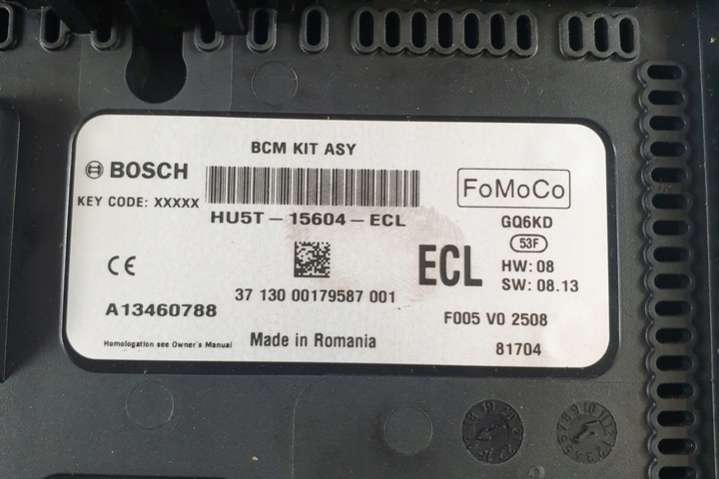 BCM KIT ASY
BOSCH
FoMoCo
KEY CODE: XXXXX
HU5T-15604-ECL
GQ6KD
53F
ECL
HW: 08
SW: 08.13
A13460788
37 130 00179587 001
F005 V0 2508
Homologation see Owner's Manual
Made in Romania
81704